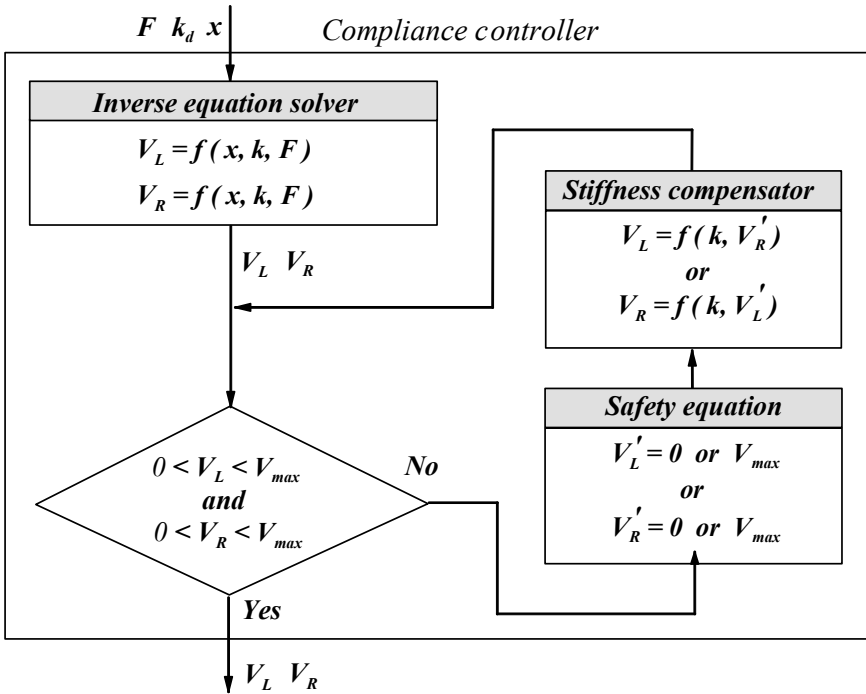 F k_d x
Compliance controller
Inverse equation solver
V_L = f ( x, k, F )
V_R = f ( x, k, F )
V_L V_R
Stiffness compensator
V_L = f ( k, V_R' )
or
V_R = f ( k, V_L' )
Safety equation
V_L' = 0 or V_max
or
V_R' = 0 or V_max
0 < V_L < V_max
and
0 < V_R < V_max
No
Yes
V_L V_R